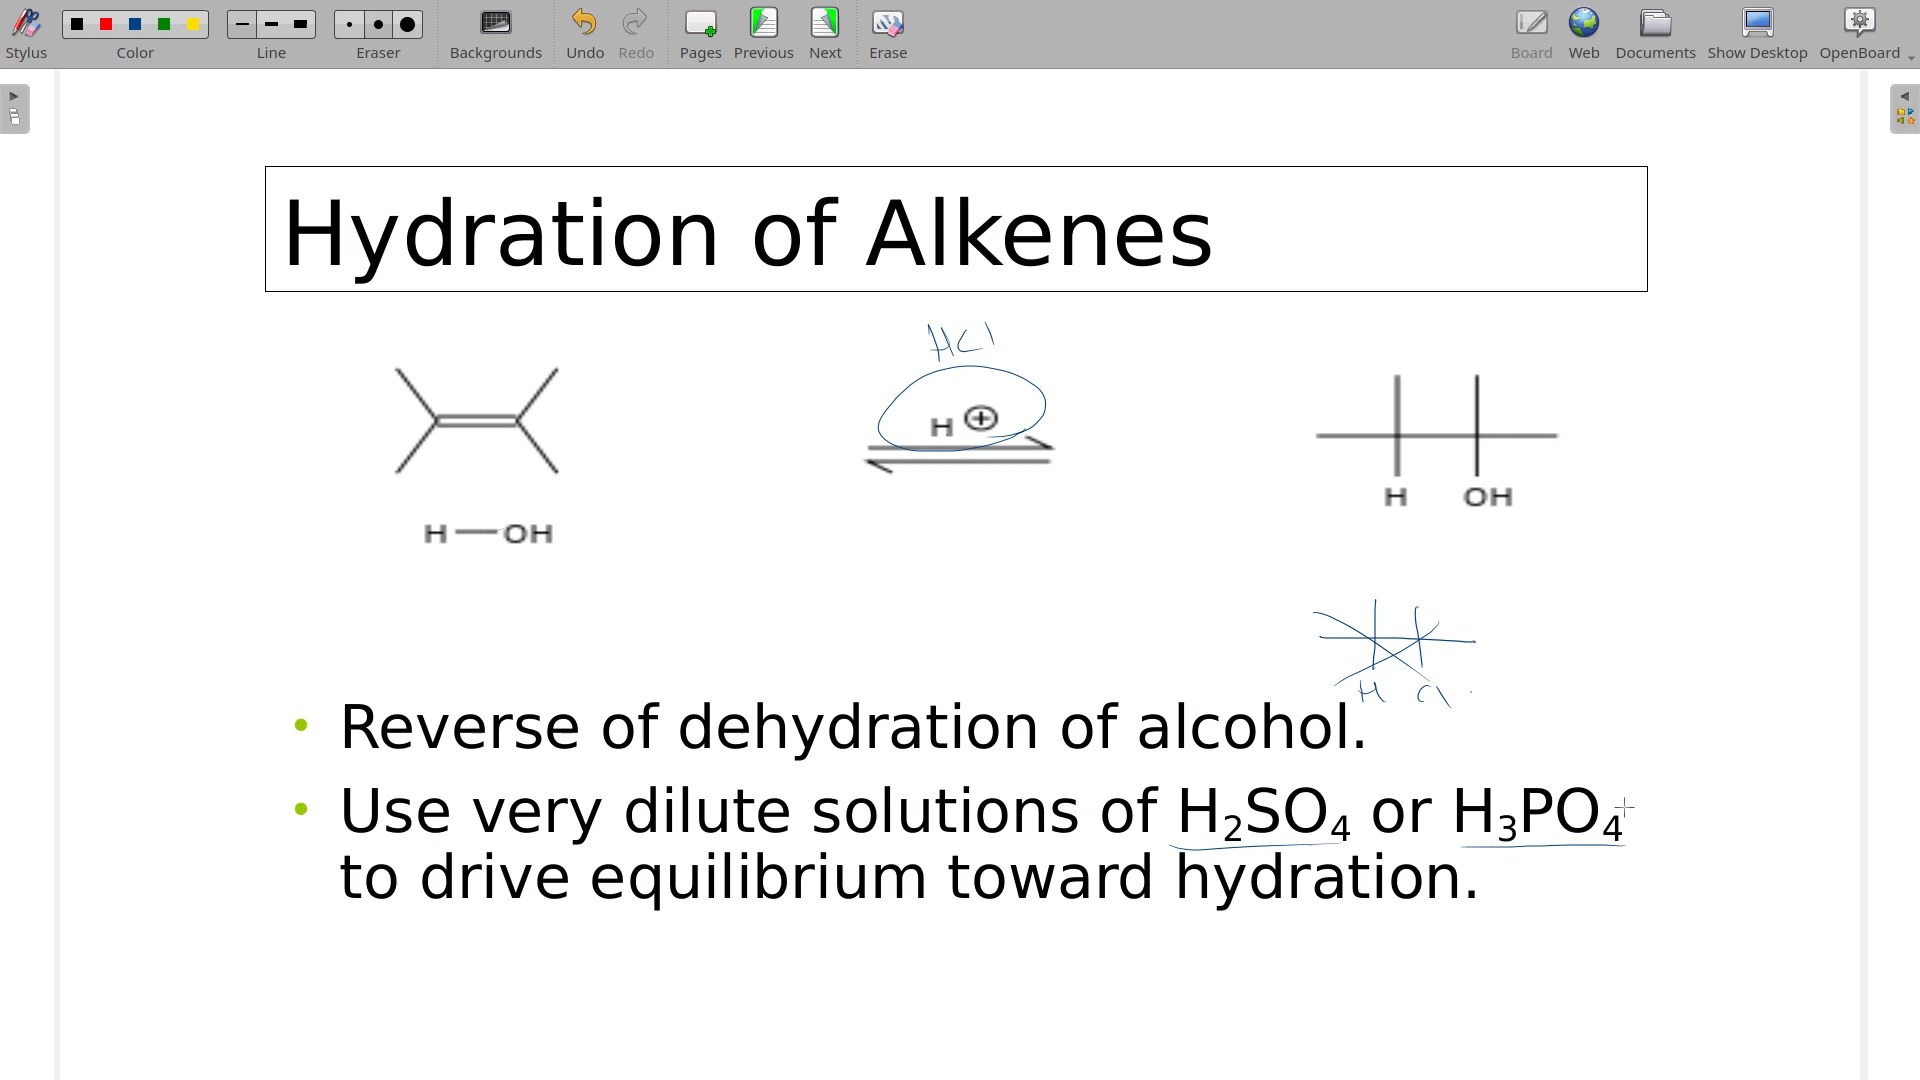 Stylus Color Line Eraser Backgrounds Undo Redo Pages Previous Next Erase Board Web Documents Show Desktop OpenBoard
Hydration of Alkenes
HCl
H ⊕
H OH
H—OH
H Cl
• Reverse of dehydration of alcohol.
• Use very dilute solutions of H₂SO₄ or H₃PO₄
to drive equilibrium toward hydration.